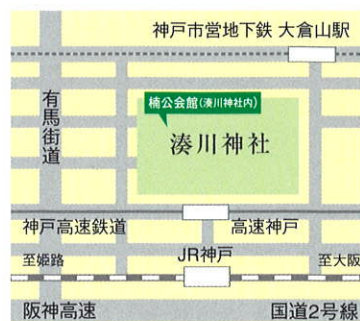 神戸市営地下鉄 大倉山駅
有馬街道
楠公会館(湊川神社内)
湊川神社
神戸高速鉄道
高速神戸
至姫路
JR神戸
至大阪
阪神高速
国道2号線